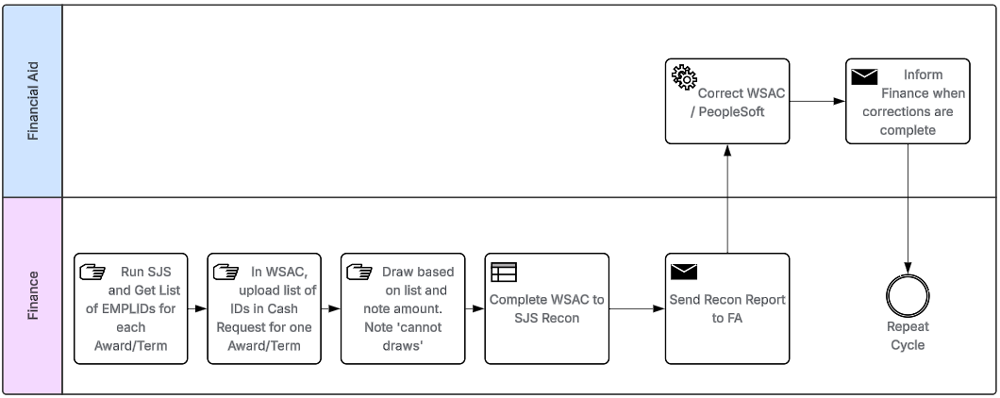 Financial Aid
Correct WSAC
/ PeopleSoft
Inform
Finance when
corrections are
complete
Finance
Run SJS
and Get List
of EMPLIDs for
each
Award/Term
In WSAC,
upload list of
IDs in Cash
Request for one
Award/Term
Draw based
on list and
note amount.
Note 'cannot
draws'
Complete WSAC to
SJS Recon
Send Recon Report
to FA
Repeat
Cycle